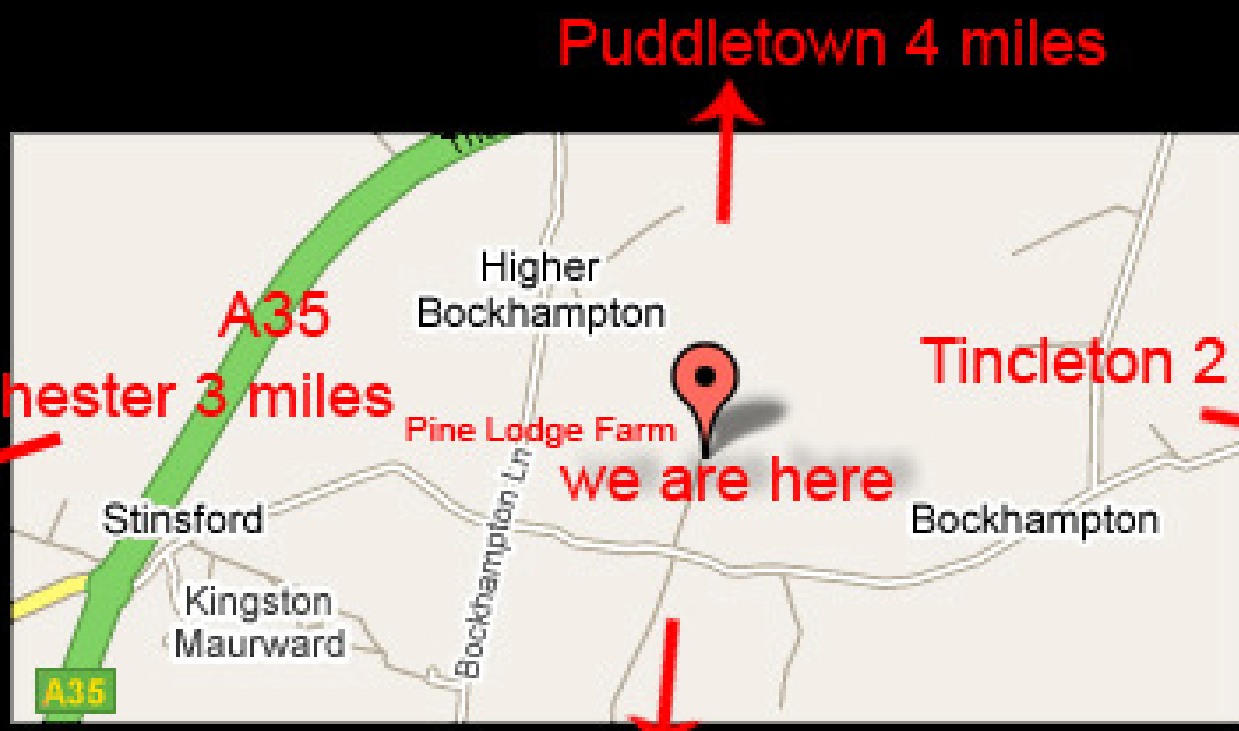 Puddletown 4 miles
Higher
Bockhampton
A35
Tincleton 2
hester 3 miles
Pine Lodge Farm
we are here
Bockhampton Ln
Stinsford
Bockhampton
Kingston
Maurward
A35